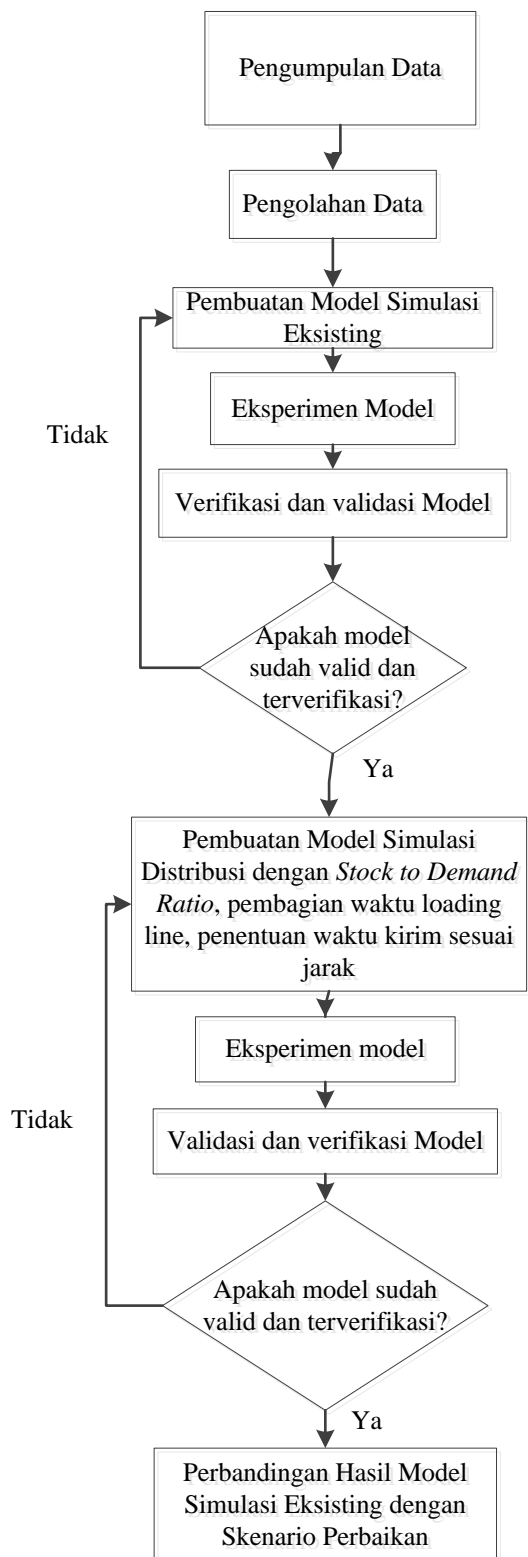 Pengumpulan Data
Pengolahan Data
Pembuatan Model Simulasi
Eksisting
Eksperimen Model
Tidak
Verifikasi dan validasi Model
Apakah model
sudah valid dan
terverifikasi?
Ya
Pembuatan Model Simulasi
Distribusi dengan Stock to Demand
Ratio, pembagian waktu loading
line, penentuan waktu kirim sesuai
jarak
Eksperimen model
Tidak
Validasi dan verifikasi Model
Apakah model sudah
valid dan terverifikasi?
Ya
Perbandingan Hasil Model
Simulasi Eksisting dengan
Skenario Perbaikan